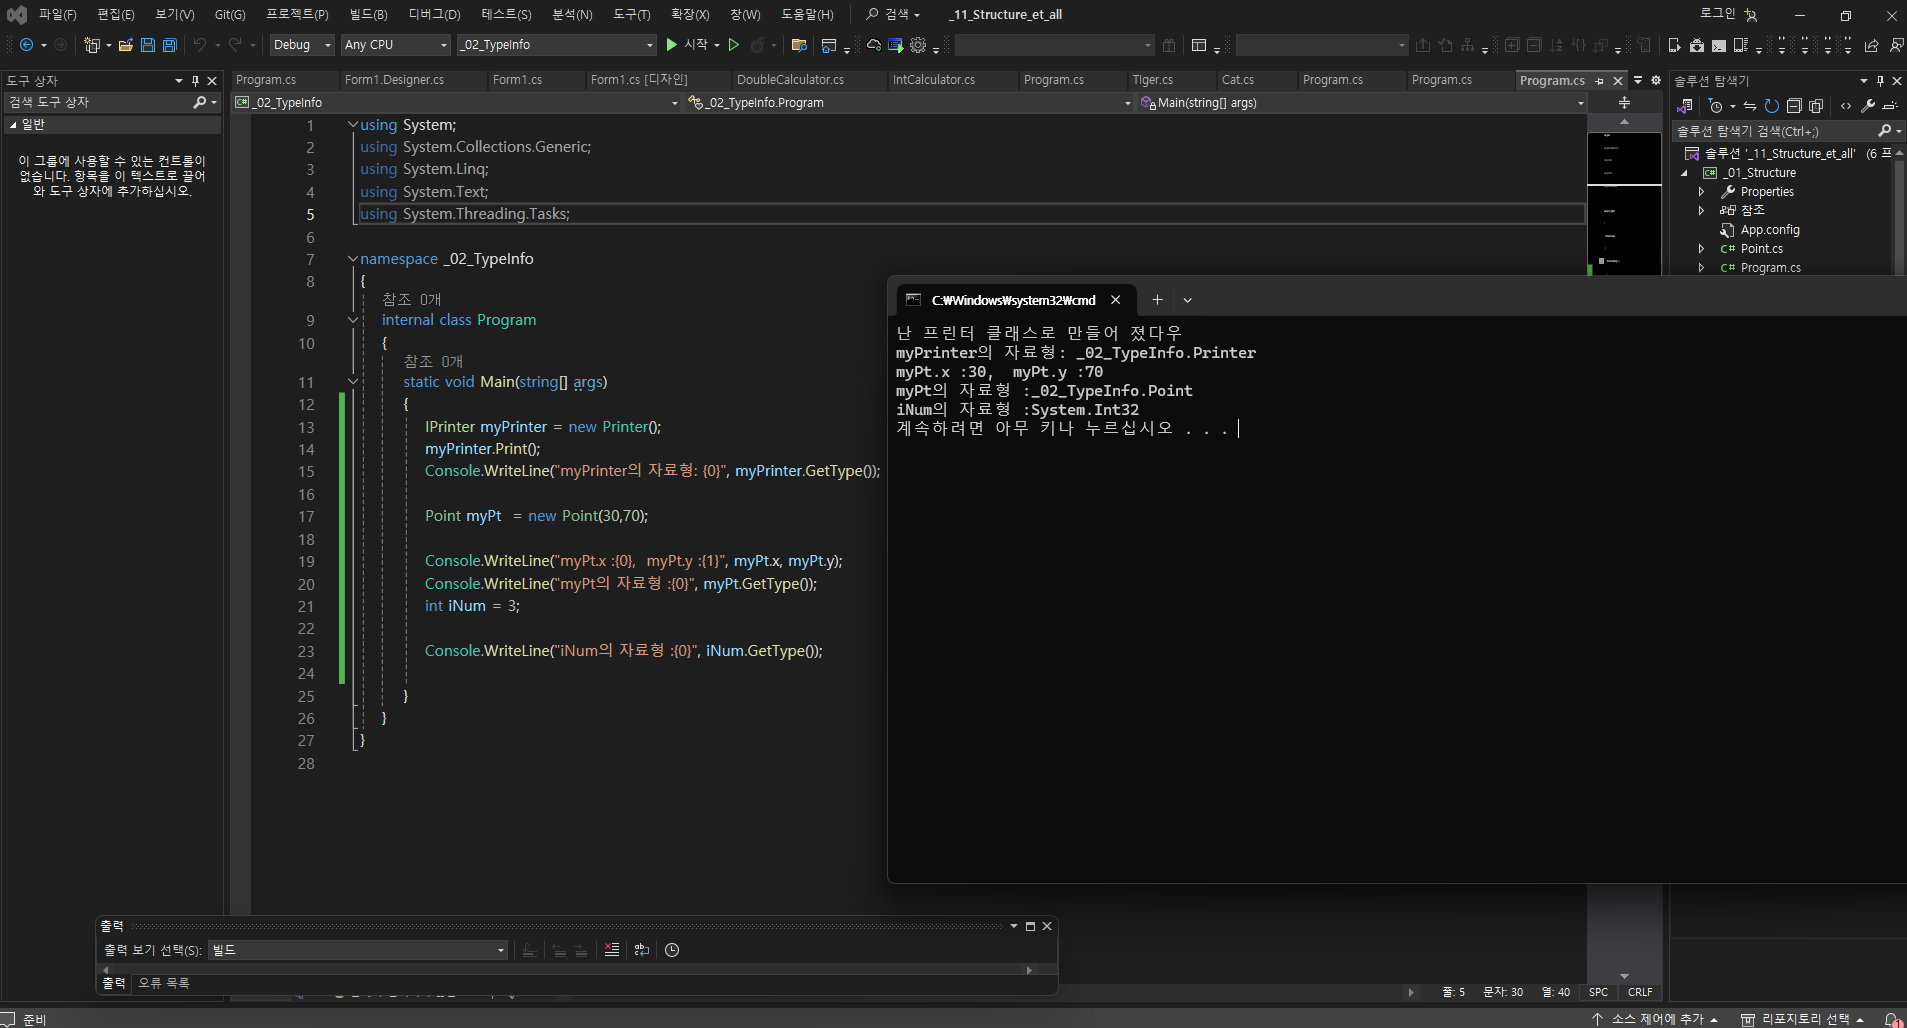 파일(F) 편집(E) 보기(V) Git(G) 프로젝트(P) 빌드(B) 디버그(D) 테스트(S) 분석(N) 도구(T) 확장(X) 창(W) 도움말(H) 검색 _11_Structure_et_all 로그인
Debug Any CPU _02_TypeInfo 시작
도구 상자
검색 도구 상자
일반
이 그룹에 사용할 수 있는 컨트롤이
없습니다. 항목을 이 텍스트로 끌어
와 도구 상자에 추가하십시오.
Program.cs Form1.Designer.cs Form1.cs Form1.cs [디자인] DoubleCalculator.cs IntCalculator.cs Program.cs TIger.cs Cat.cs Program.cs Program.cs Program.cs
_02_TypeInfo _02_TypeInfo.Program Main(string[] args)
1 using System;
2 using System.Collections.Generic;
3 using System.Linq;
4 using System.Text;
5 using System.Threading.Tasks;
6
7 namespace _02_TypeInfo
8 {
참조 0개
9 internal class Program
10 {
참조 0개
11 static void Main(string[] args)
12 {
13 IPrinter myPrinter = new Printer();
14 myPrinter.Print();
15 Console.WriteLine("myPrinter의 자료형: {0}", myPrinter.GetType());
16
17 Point myPt  = new Point(30,70);
18
19 Console.WriteLine("myPt.x :{0},  myPt.y :{1}", myPt.x, myPt.y);
20 Console.WriteLine("myPt의 자료형 :{0}", myPt.GetType());
21 int iNum = 3;
22
23 Console.WriteLine("iNum의 자료형 :{0}", iNum.GetType());
24
25 }
26 }
27 }
28
솔루션 탐색기
솔루션 탐색기 검색(Ctrl+;)
솔루션 '_11_Structure_et_all' (6 프
_01_Structure
Properties
참조
App.config
Point.cs
Program.cs
C:₩Windows₩system32₩cmd
난 프린터 클래스로 만들어 졌다우
myPrinter의 자료형: _02_TypeInfo.Printer
myPt.x :30,  myPt.y :70
myPt의 자료형 :_02_TypeInfo.Point
iNum의 자료형 :System.Int32
계속하려면 아무 키나 누르십시오 . . .
출력
출력 보기 선택(S): 빌드
출력 오류 목록
줄: 5 문자: 30 열: 40 SPC CRLF
준비 소스 제어에 추가 리포지토리 선택 1